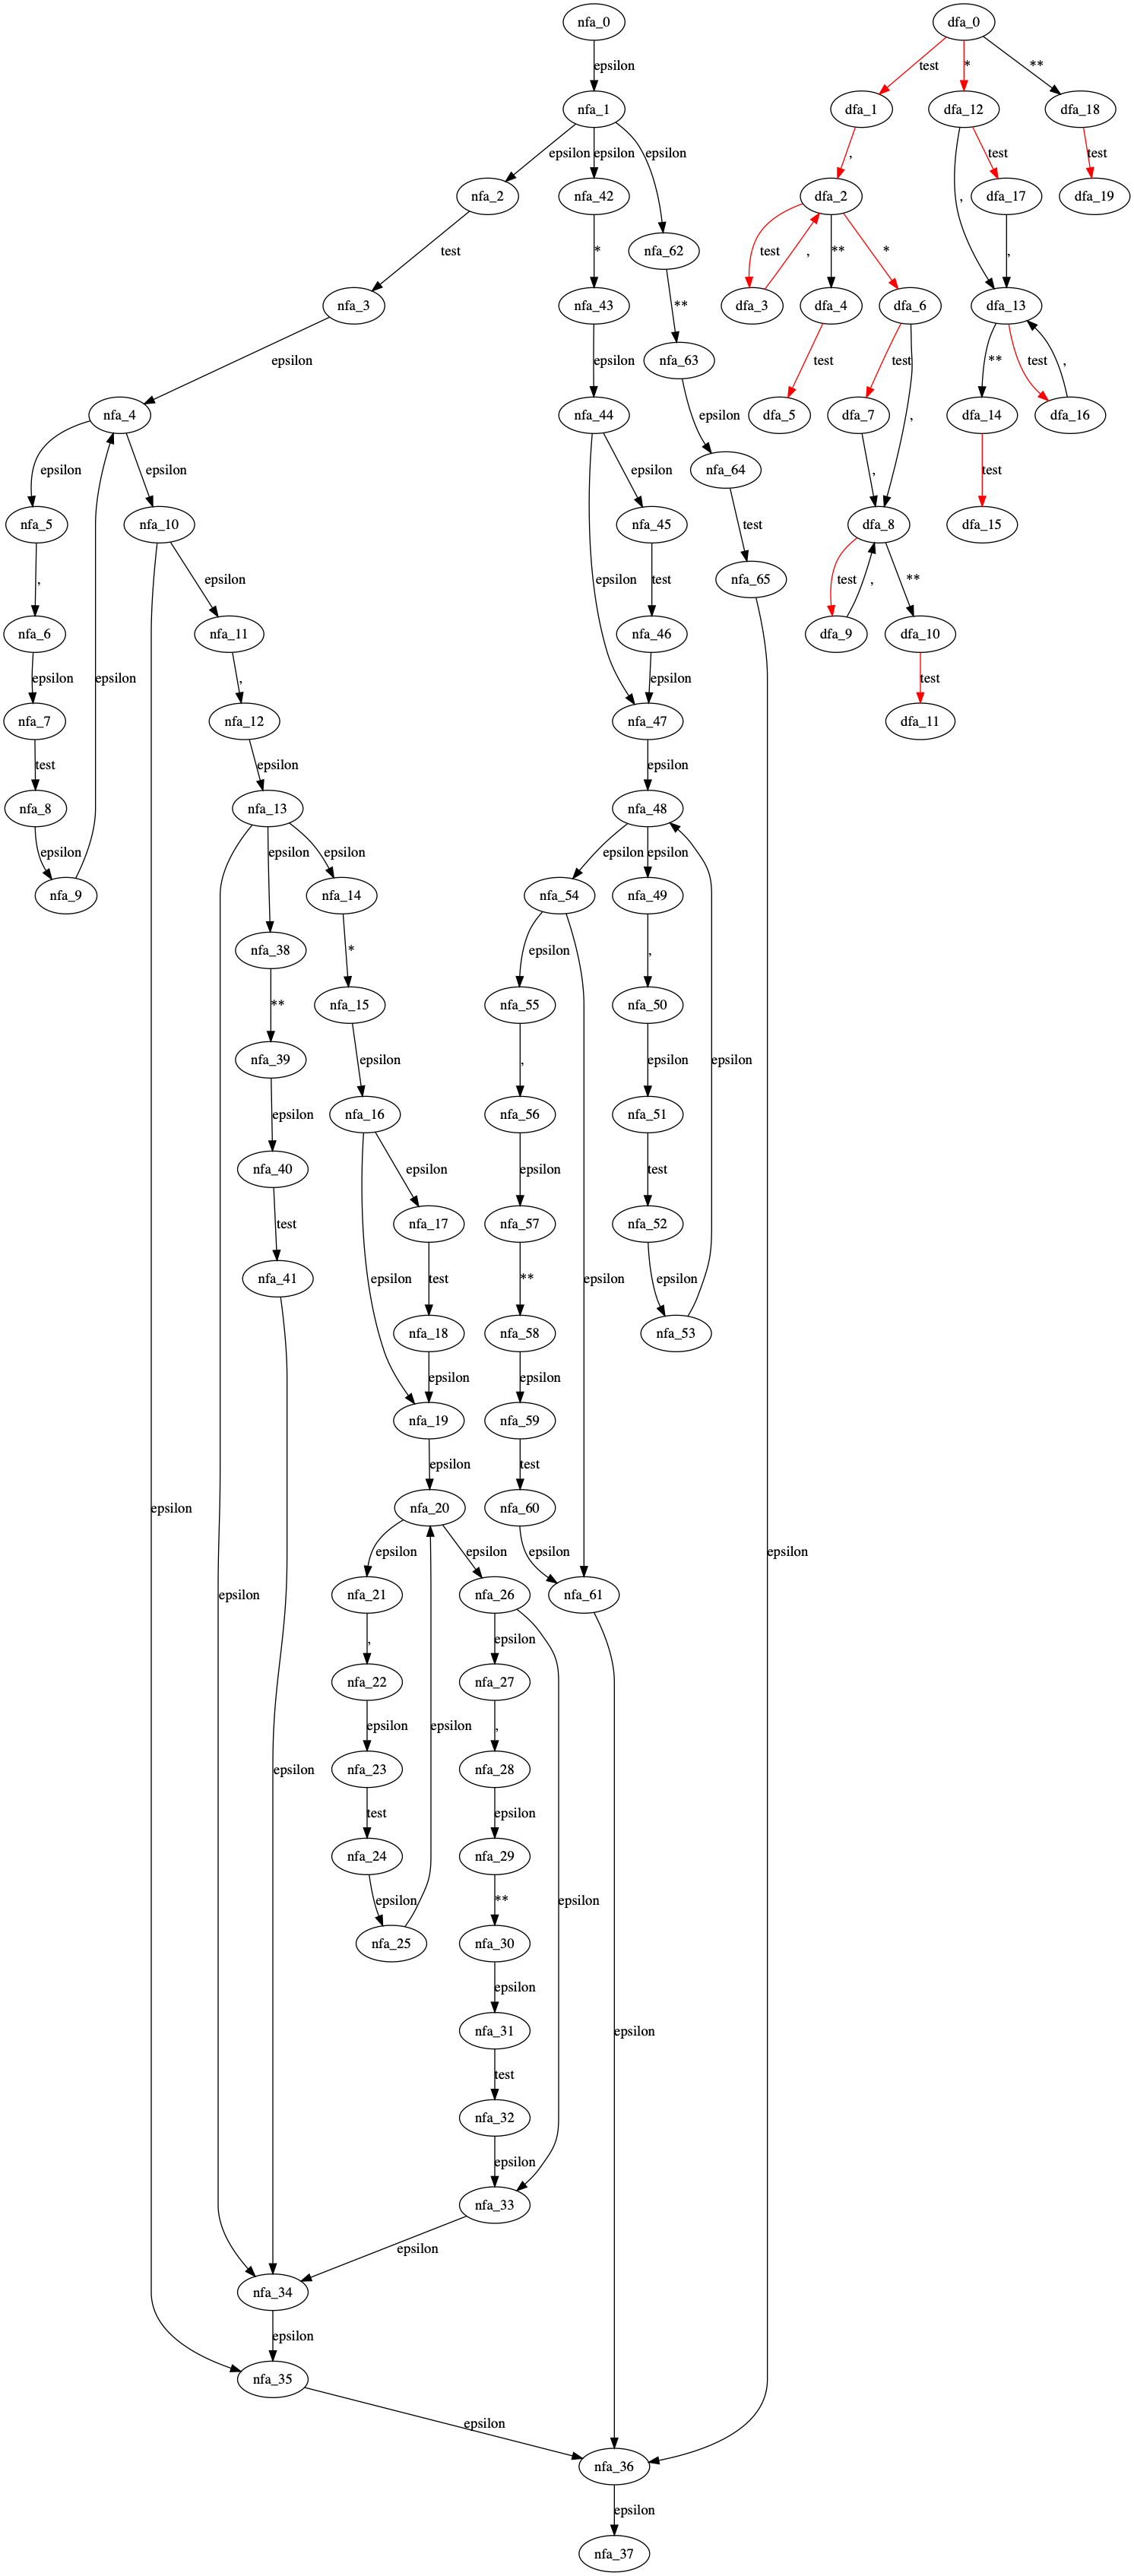 nfa_0 dfa_0
epsilon test * **
nfa_1 dfa_1 dfa_12 dfa_18
epsilon epsilon epsilon , test test
nfa_2 nfa_42 dfa_2 dfa_17 dfa_19
test * nfa_62 test , ** * , ,
nfa_3 nfa_43 ** dfa_3 dfa_4 dfa_6 dfa_13
epsilon epsilon nfa_63 test test ** test ,
nfa_4 nfa_44 epsilon dfa_5 dfa_7 , dfa_14 dfa_16
epsilon epsilon epsilon nfa_64 , test
nfa_5 nfa_10 nfa_45 test dfa_8 dfa_15
, epsilon epsilon test nfa_65 test , **
nfa_6 nfa_11 nfa_46 dfa_9 dfa_10
epsilon epsilon , epsilon test
nfa_7 nfa_12 nfa_47 dfa_11
test epsilon epsilon
nfa_8 nfa_13 nfa_48
epsilon epsilon epsilon epsilon epsilon
nfa_9 nfa_14 nfa_54 nfa_49
nfa_38 * epsilon ,
** nfa_15 nfa_55 nfa_50
nfa_39 epsilon , epsilon epsilon
epsilon nfa_16 nfa_56 nfa_51
nfa_40 epsilon epsilon test
test nfa_17 nfa_57 nfa_52
nfa_41 epsilon test ** epsilon epsilon
nfa_18 nfa_58 nfa_53
epsilon epsilon
nfa_19 nfa_59
epsilon test
epsilon nfa_20 nfa_60
epsilon epsilon epsilon epsilon
epsilon nfa_21 nfa_26 nfa_61
, epsilon
nfa_22 nfa_27
epsilon epsilon ,
epsilon nfa_23 nfa_28
test epsilon
nfa_24 nfa_29
epsilon ** epsilon
nfa_25 nfa_30
epsilon
nfa_31 epsilon
test
nfa_32
epsilon
nfa_33
epsilon
nfa_34
epsilon
nfa_35
epsilon
nfa_36
epsilon
nfa_37